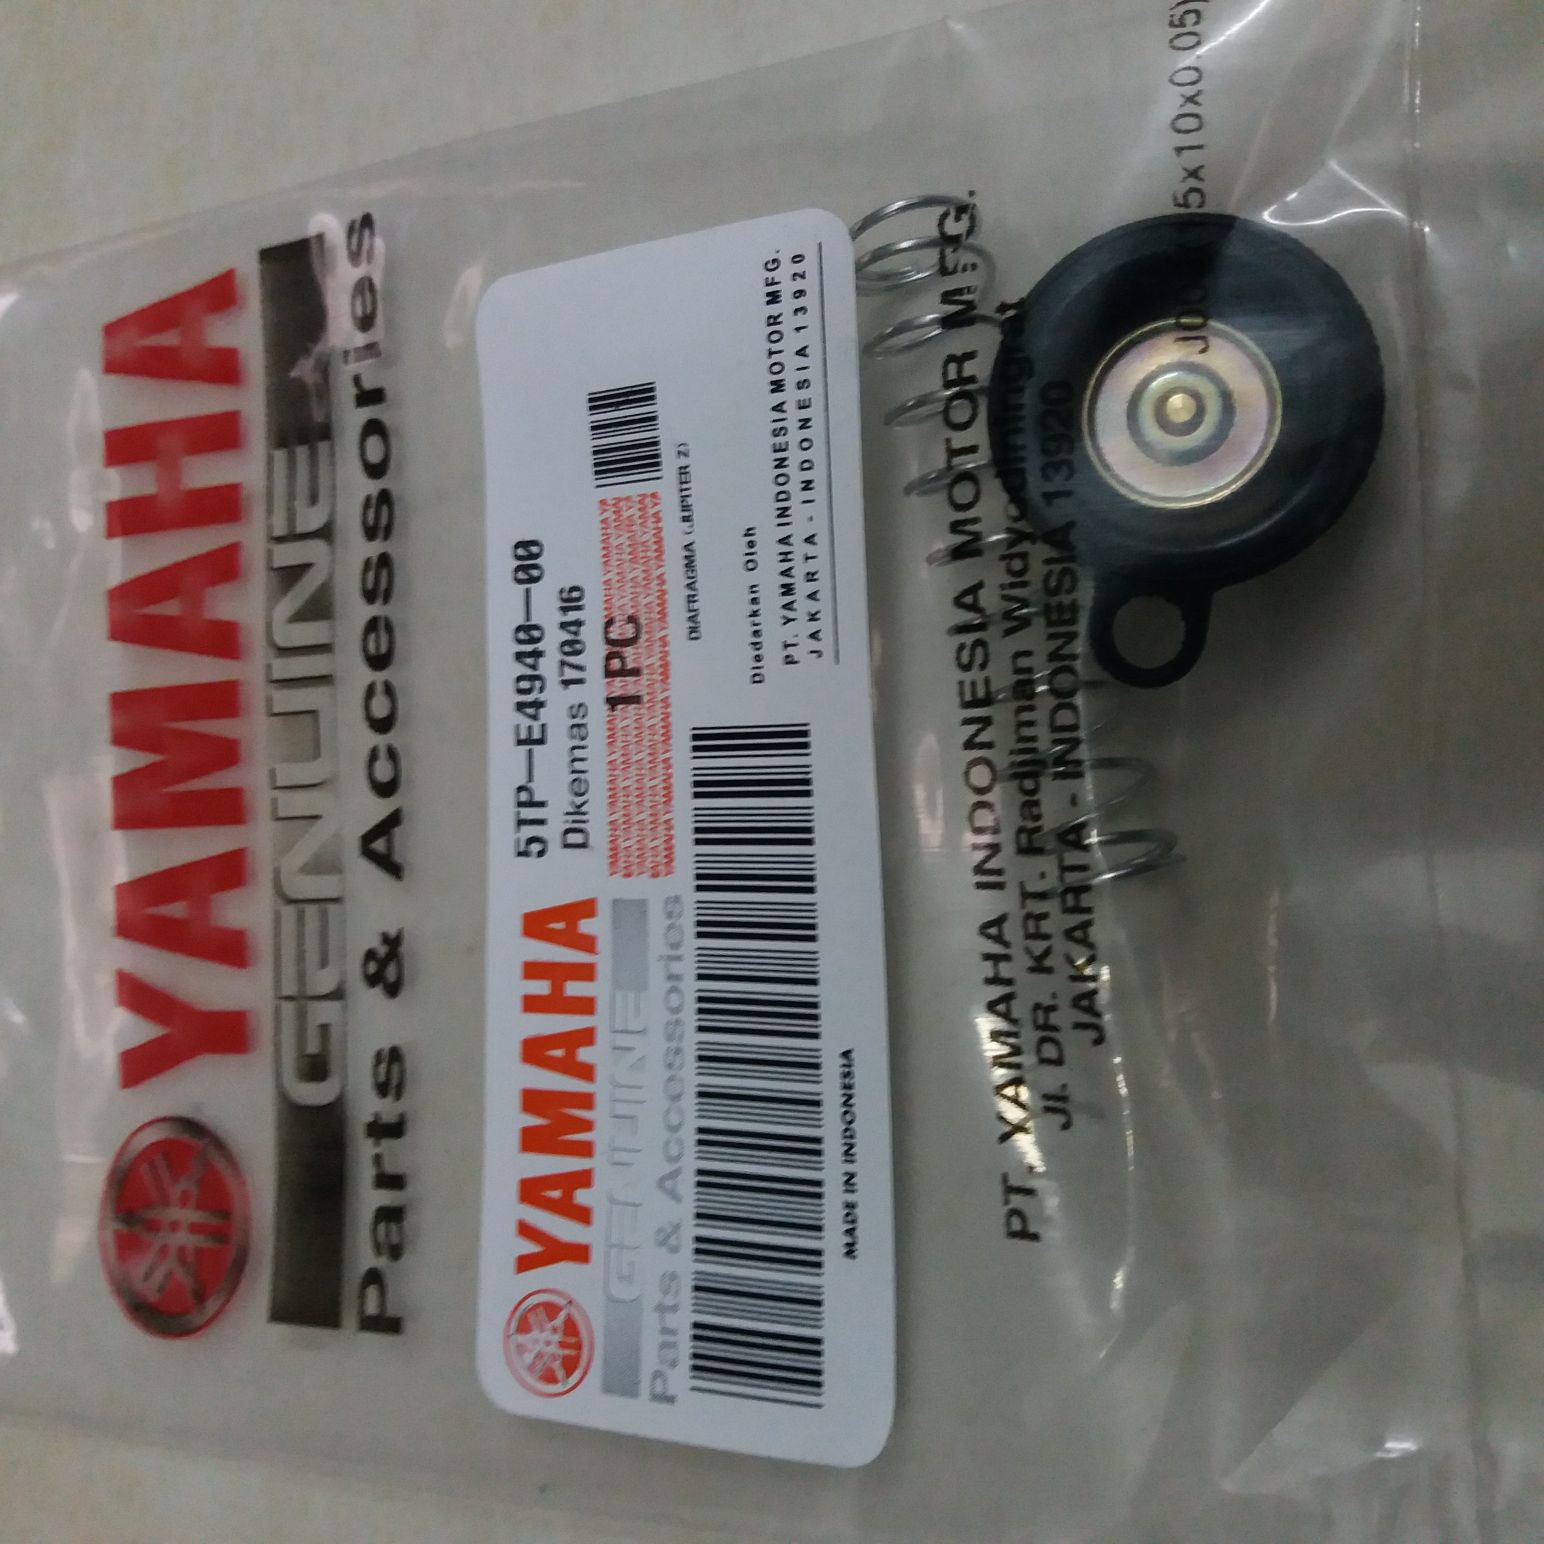 YAMAHA
GENUINE
Parts & Accessories
YAMAHA
GENUINE
Parts & Accessories
5TP-E4940-00
Dikemas 170416
1 PC
DIAFRAGMA (JUPITER Z)
Diedarkan Oleh
PT. YAMAHA INDONESIA MOTOR MFG.
JAKARTA - INDONESIA 13920
MADE IN INDONESIA
PT. YAMAHA INDONESIA MOTOR MFG.
Jl. DR. KRT. Radjiman
JAKARTA - INDONESIA 13920
5x10x0.05)